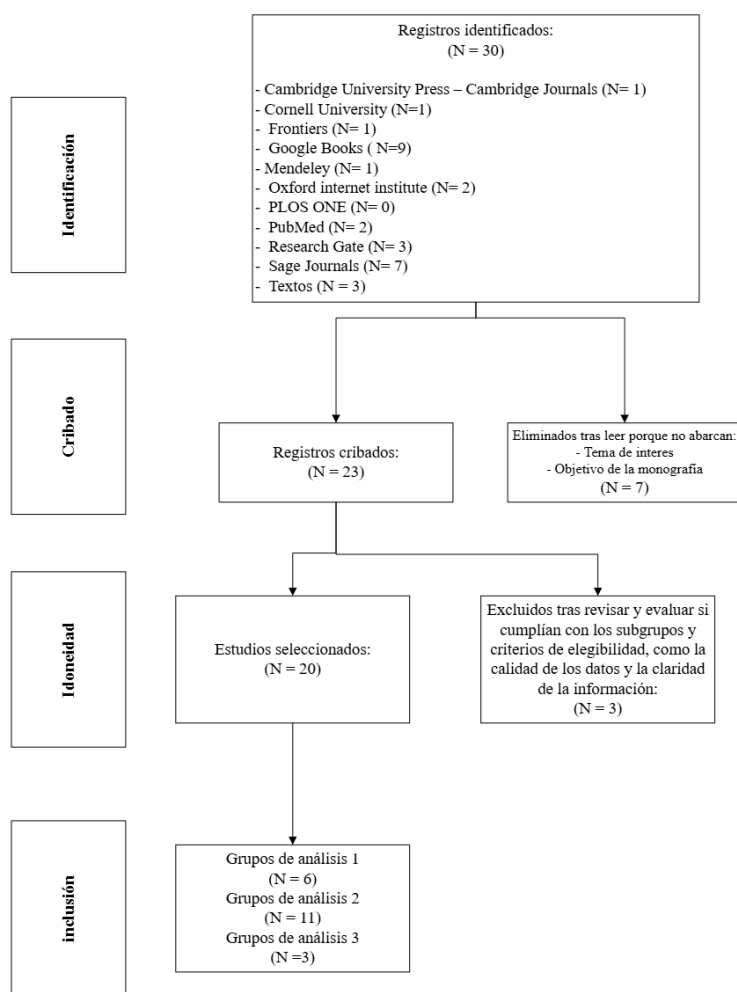 Registros identificados:
(N = 30)
- Cambridge University Press – Cambridge Journals (N= 1)
- Cornell University (N=1)
- Frontiers (N= 1)
- Google Books ( N=9)
- Mendeley (N= 1)
- Oxford internet institute (N= 2)
- PLOS ONE (N= 0)
- PubMed (N= 2)
- Research Gate (N= 3)
- Sage Journals (N= 7)
- Textos (N = 3)
Identificación
Cribado
Registros cribados:
(N = 23)
Eliminados tras leer porque no abarcan:
- Tema de interes
- Objetivo de la monografía
(N = 7)
Idoneidad
Estudios seleccionados:
(N = 20)
Excluidos tras revisar y evaluar si
cumplían con los subgrupos y
criterios de elegibilidad, como la
calidad de los datos y la claridad
de la información:
(N = 3)
inclusión
Grupos de análisis 1
(N = 6)
Grupos de análisis 2
(N = 11)
Grupos de análisis 3
(N =3)